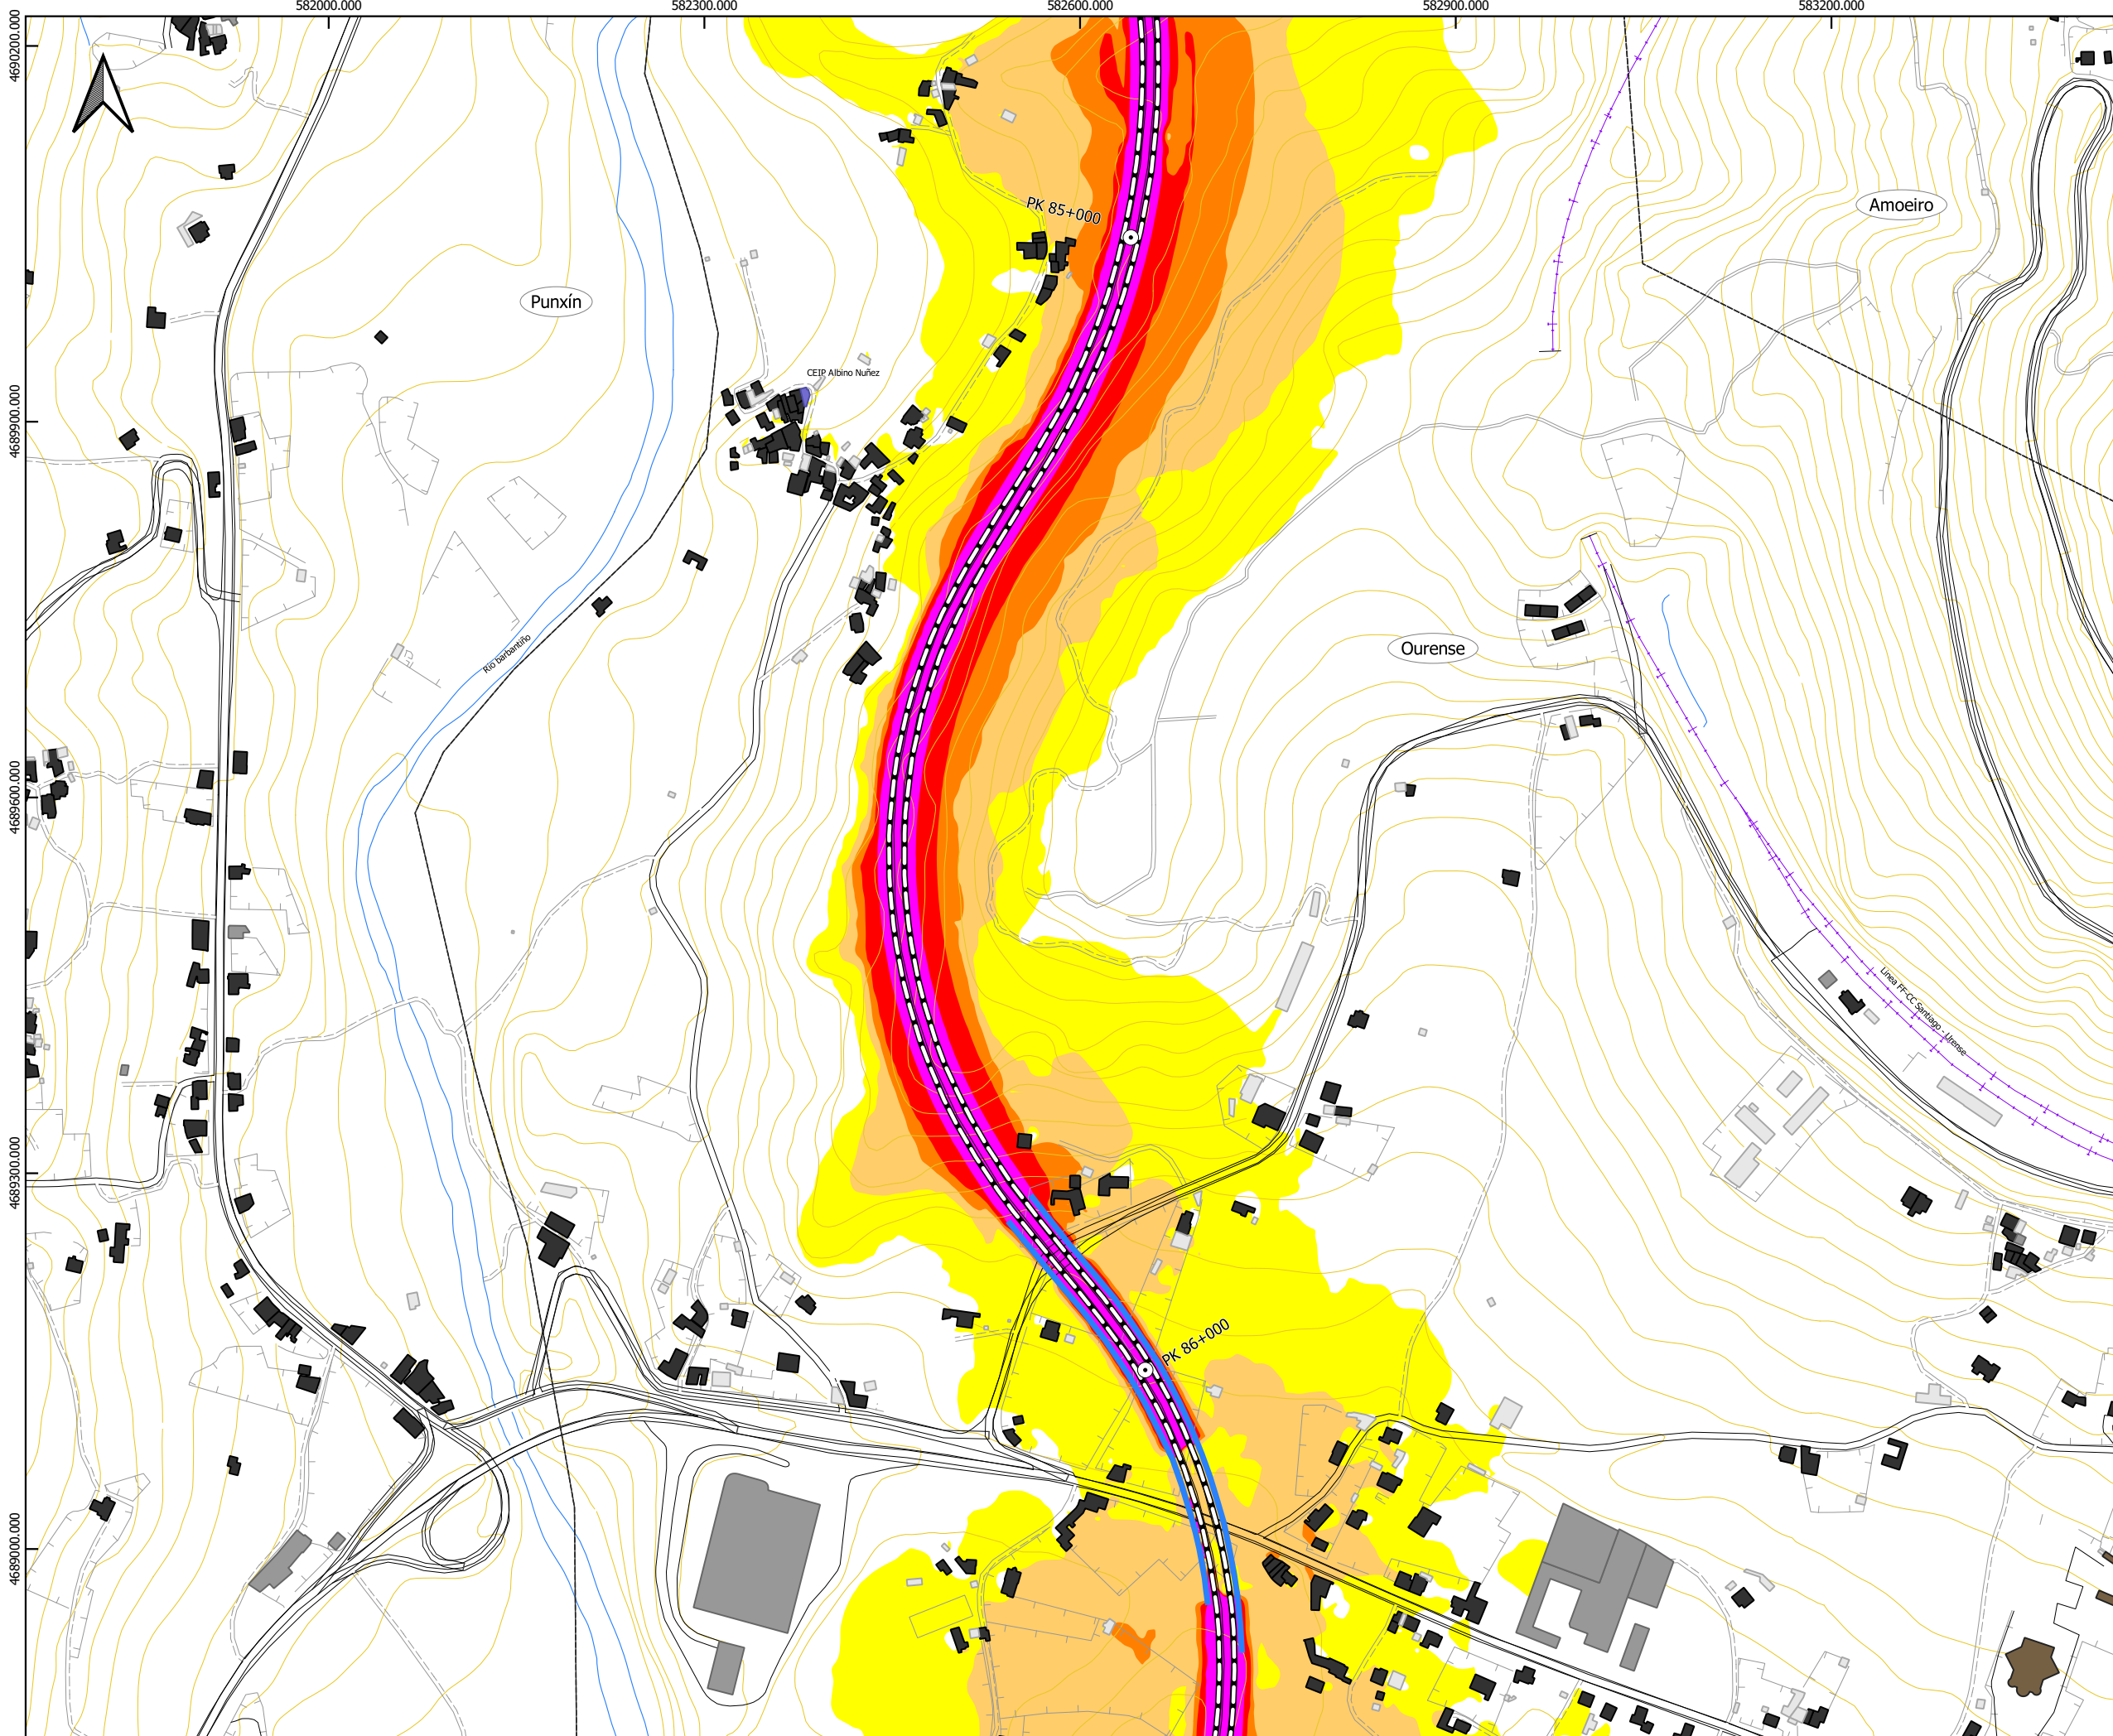 582000.000
582300.000
582600.000
582900.000
583200.000
4690200.000
PK 85+000
Amoeiro
Punxín
CEIP Albino Nuñez
4689900.000
Río barbantiño
Ourense
4689600.000
Línea FF-CC Santiago - Urense
4689300.000
PK 86+000
4689000.000